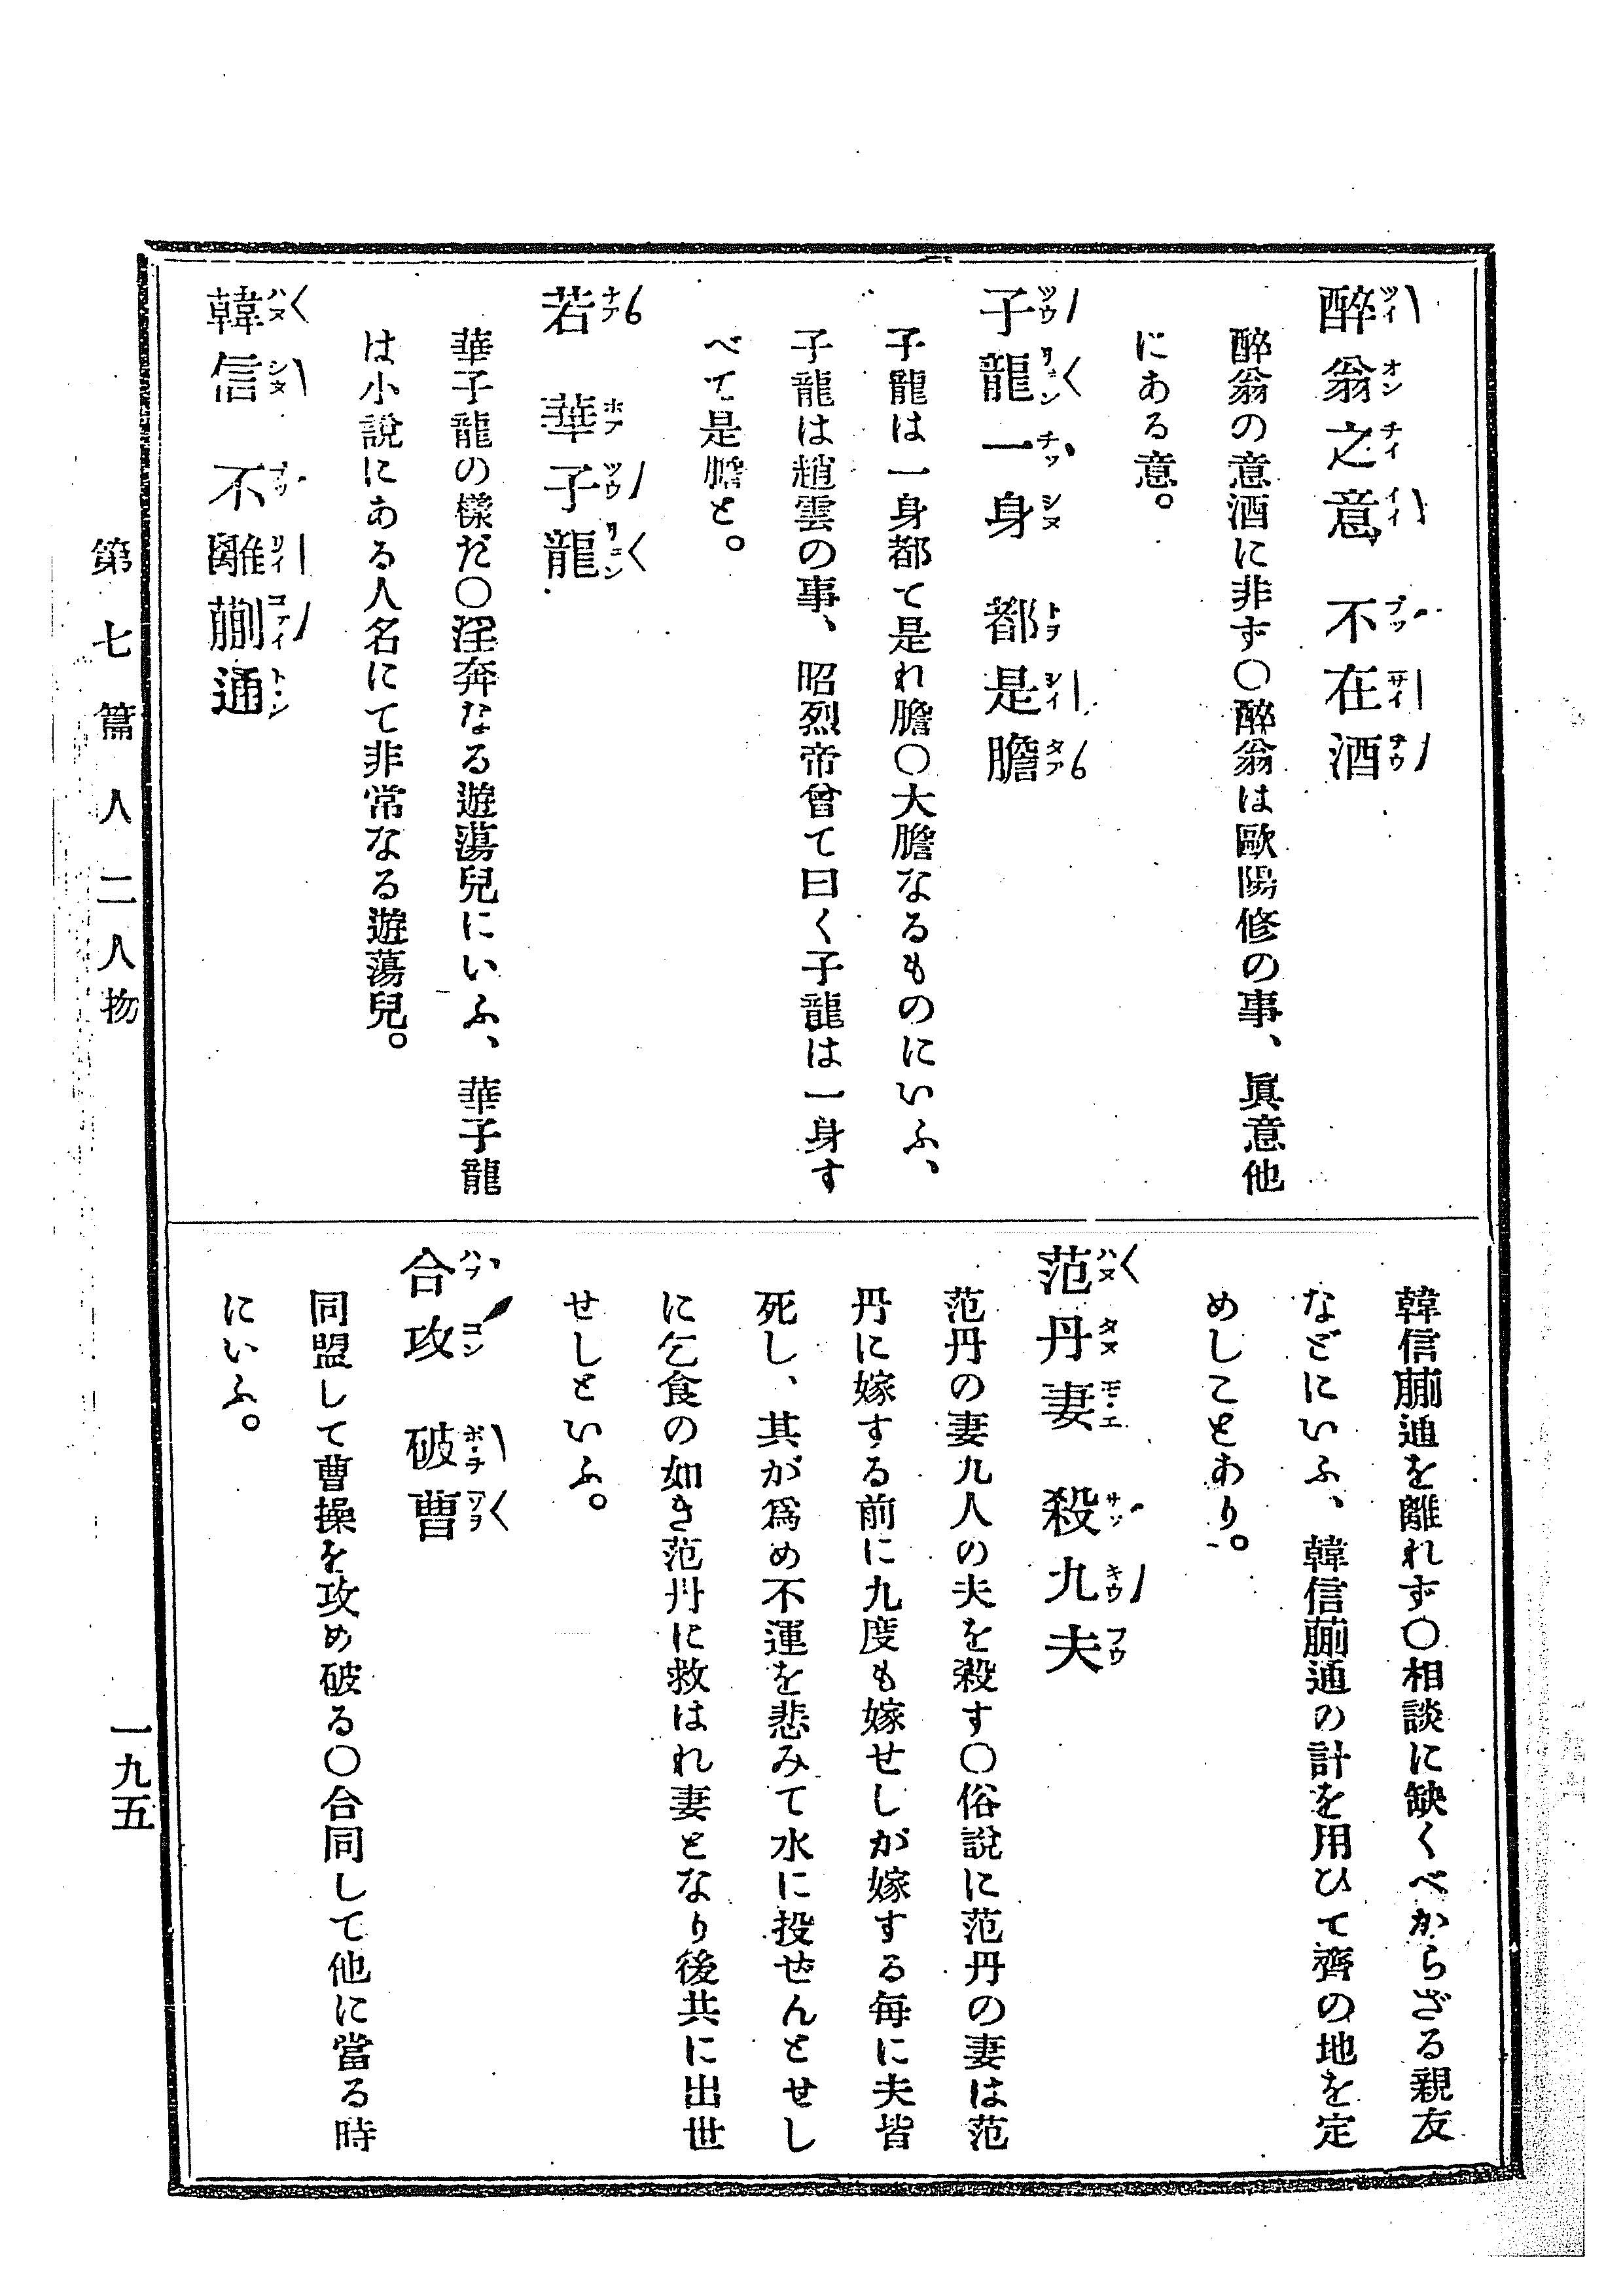 醉翁之意 不在酒
醉翁の意酒に非ず〇醉翁は歐陽修の事、眞意他
にある意。
子龍一身 都是膽
子龍は一身都て是れ膽〇大膽なるものにいふ、
子龍は趙雲の事、昭烈帝曾て曰く子龍は一身す
べて是膽と。
若 華子龍
華子龍の樣だ〇淫奔なる遊蕩兒にいふ、華子龍
は小說にある人名にて非常なる遊蕩兒。
韓信 不離蒯通
韓信蒯通を離れず〇相談に缺くべからざる親友
などにいふ、韓信蒯通の計を用ひて齊の地を定
めしことあり。
范丹妻 殺九夫
范丹の妻九人の夫を殺す〇俗說に范丹の妻は范
丹に嫁する前に九度も嫁せしが嫁する每に夫皆
死し、其が爲め不運を悲みて水に投ぜんとせし
に乞食の如き范丹に救はれ妻となり後共に出世
せしといふ。
合攻 破曹
同盟して曹操を攻め破る〇合同して他に當る時
にいふ。
第七篇 人 二 人物
一九五